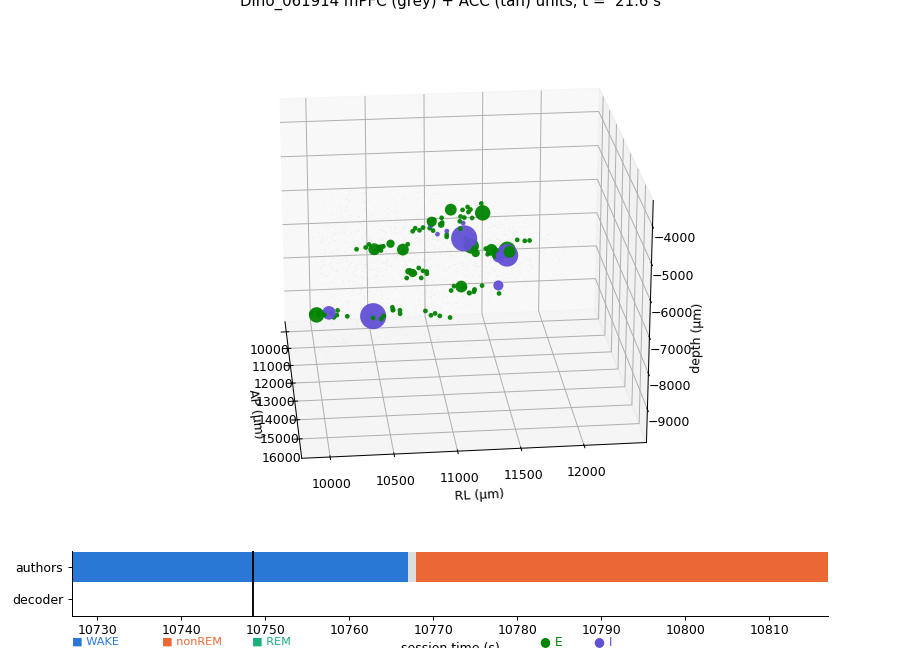 Dino_061914 mPFC (grey) + ACC (tan) units, t = 21.6 s
−4000
−5000
−6000
−7000
−8000
−9000
depth (μm)
10000
11000
12000
13000
14000
15000
16000
AP (μm)
10000
10500
11000
11500
12000
RL (μm)
authors
decoder
10730
10740
10750
10760
10770
10780
10790
10800
10810
session time (s)
WAKE
nonREM
REM
E
I